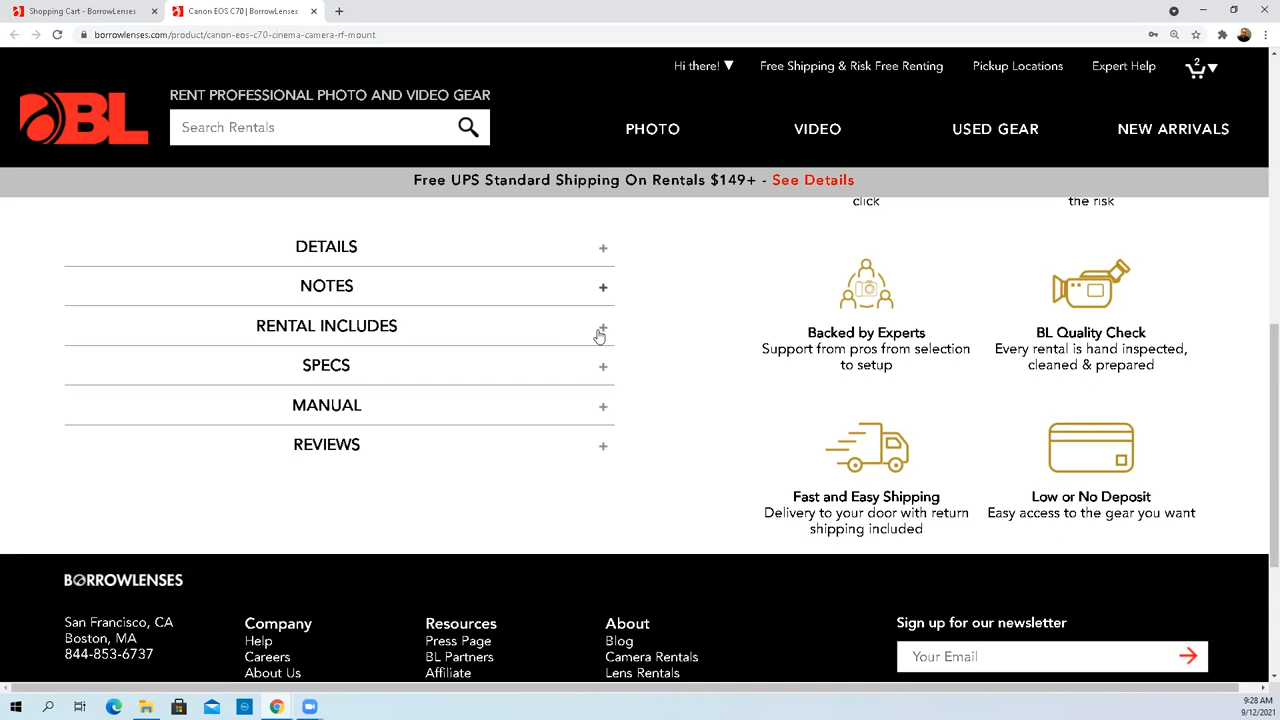 Shopping Cart - BorrowLenses
Canon EOS C70 | BorrowLenses
borrowlenses.com/product/canon-eos-c70-cinema-camera-rf-mount
Hi there! ▼
Free Shipping & Risk Free Renting
Pickup Locations
Expert Help
2
BL
RENT PROFESSIONAL PHOTO AND VIDEO GEAR
Search Rentals
PHOTO
VIDEO
USED GEAR
NEW ARRIVALS
Free UPS Standard Shipping On Rentals $149+ - See Details
click
the risk
DETAILS +
NOTES +
RENTAL INCLUDES +
SPECS +
MANUAL +
REVIEWS +
Backed by Experts
Support from pros from selection
to setup
BL Quality Check
Every rental is hand inspected,
cleaned & prepared
Fast and Easy Shipping
Delivery to your door with return
shipping included
Low or No Deposit
Easy access to the gear you want
BORROWLENSES
San Francisco, CA
Boston, MA
844-853-6737
Company
Help
Careers
About Us
Resources
Press Page
BL Partners
Affiliate
About
Blog
Camera Rentals
Lens Rentals
Sign up for our newsletter
Your Email
9:28 AM
9/12/2021